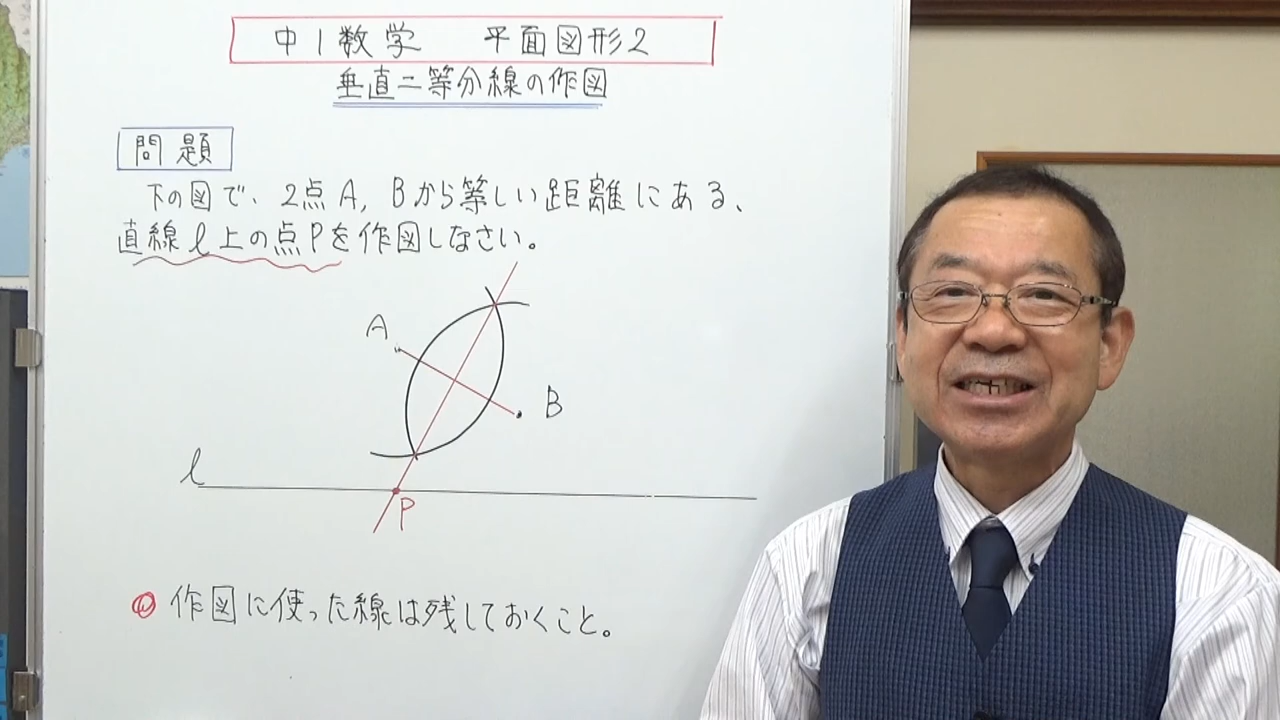 中1数学 平面図形2
垂直二等分線の作図
問題
下の図で、2点A, Bから等しい距離にある、
直線l上の点Pを作図しなさい。
A
B
l
P
作図に使った線は残しておくこと。